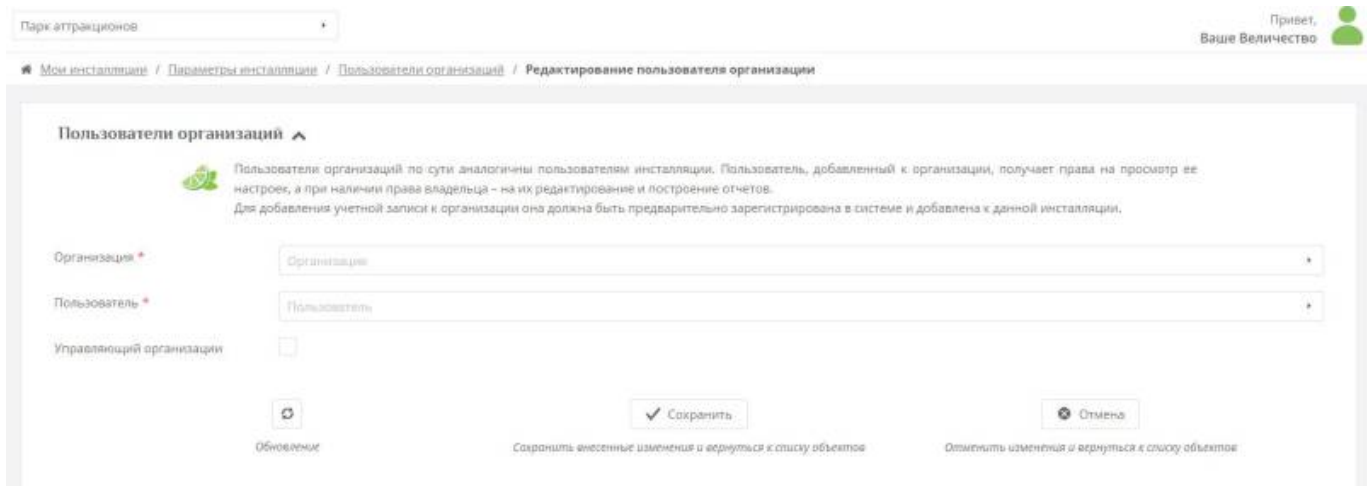 Парк аттракционов
Привет,
Ваше Величество
Мои инсталляции / Параметры инсталляции / Пользователи организаций / Редактирование пользователя организации
Пользователи организаций
Пользователи организаций по сути аналогичны пользователям инсталляции. Пользователь, добавленный к организации, получает права на просмотр ее
настроек, а при наличии права владельца – на их редактирование и построение отчетов.
Для добавления учетной записи к организации она должна быть предварительно зарегистрирована в системе и добавлена к данной инсталляции.
Организация *
Организация
Пользователь *
Пользователь
Управляющий организации
Сохранить
Отмена
Обновление
Сохранить внесенные изменения и вернуться к списку объектов
Отменить изменения и вернуться к списку объектов